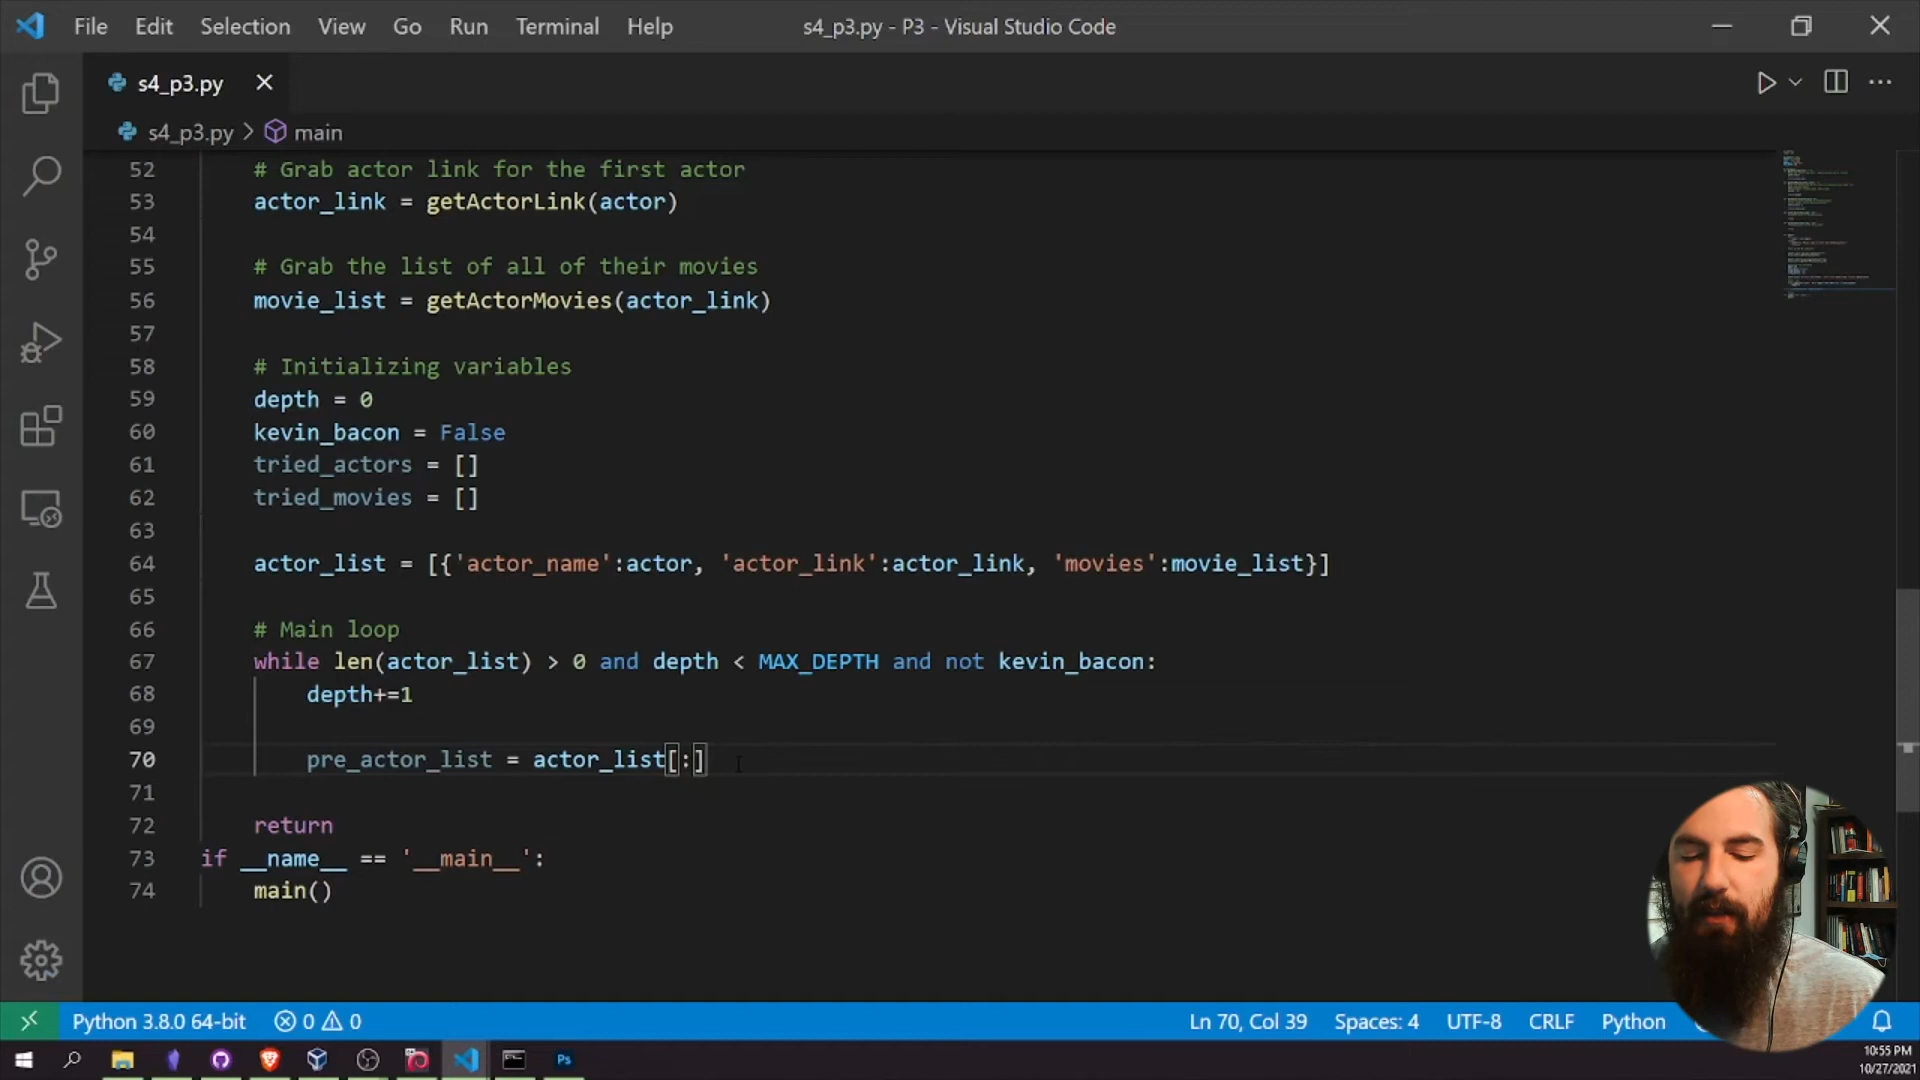 File Edit Selection View Go Run Terminal Help s4_p3.py - P3 - Visual Studio Code
s4_p3.py
s4_p3.py > main
52 # Grab actor link for the first actor
53 actor_link = getActorLink(actor)
54
55 # Grab the list of all of their movies
56 movie_list = getActorMovies(actor_link)
57
58 # Initializing variables
59 depth = 0
60 kevin_bacon = False
61 tried_actors = []
62 tried_movies = []
63
64 actor_list = [{'actor_name':actor, 'actor_link':actor_link, 'movies':movie_list}]
65
66 # Main loop
67 while len(actor_list) > 0 and depth < MAX_DEPTH and not kevin_bacon:
68 depth+=1
69
70 pre_actor_list = actor_list[:]
71
72 return
73 if __name__ == '__main__':
74 main()
Python 3.8.0 64-bit 0 0 Ln 70, Col 39 Spaces: 4 UTF-8 CRLF Python
Ps
10:55 PM
10/27/2021